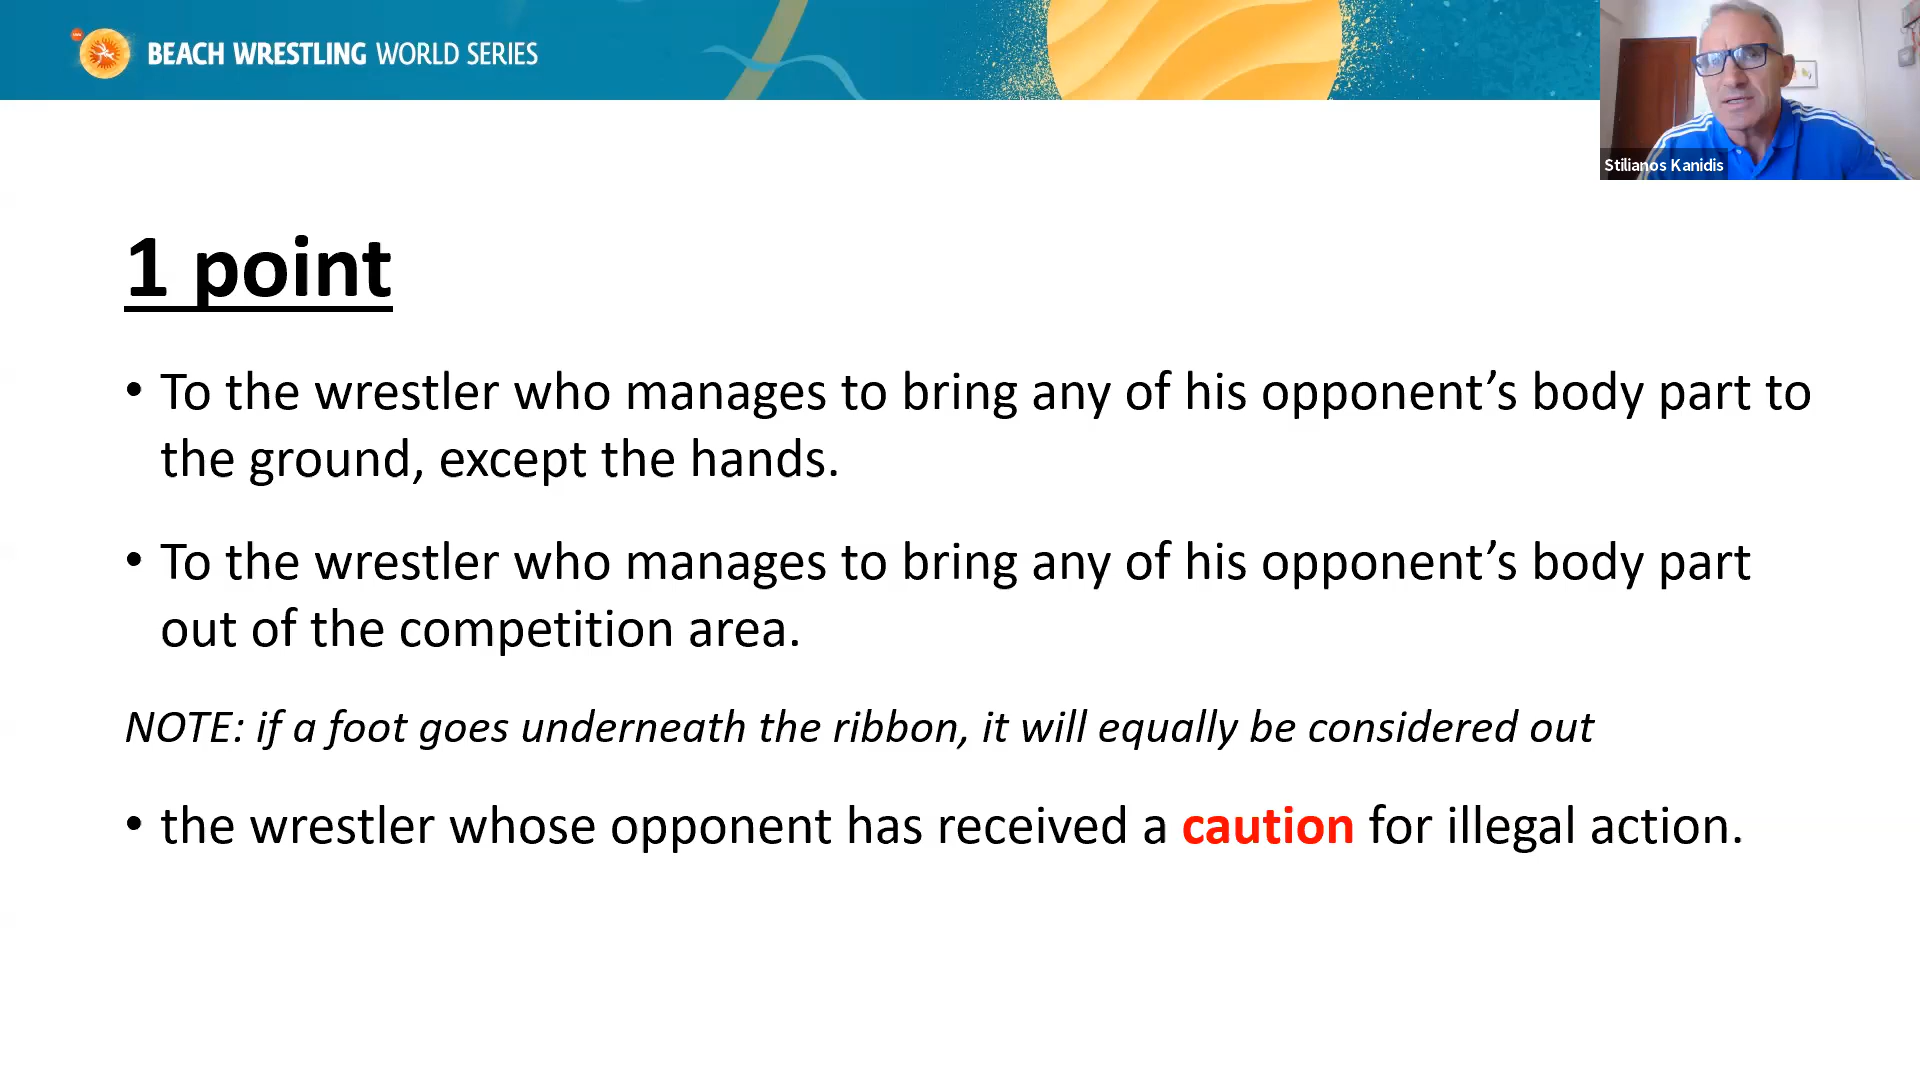 BEACH WRESTLING WORLD SERIES
Stilianos Kanidis
1 point
• To the wrestler who manages to bring any of his opponent’s body part to
the ground, except the hands.
• To the wrestler who manages to bring any of his opponent’s body part
out of the competition area.
NOTE: if a foot goes underneath the ribbon, it will equally be considered out
• the wrestler whose opponent has received a caution for illegal action.